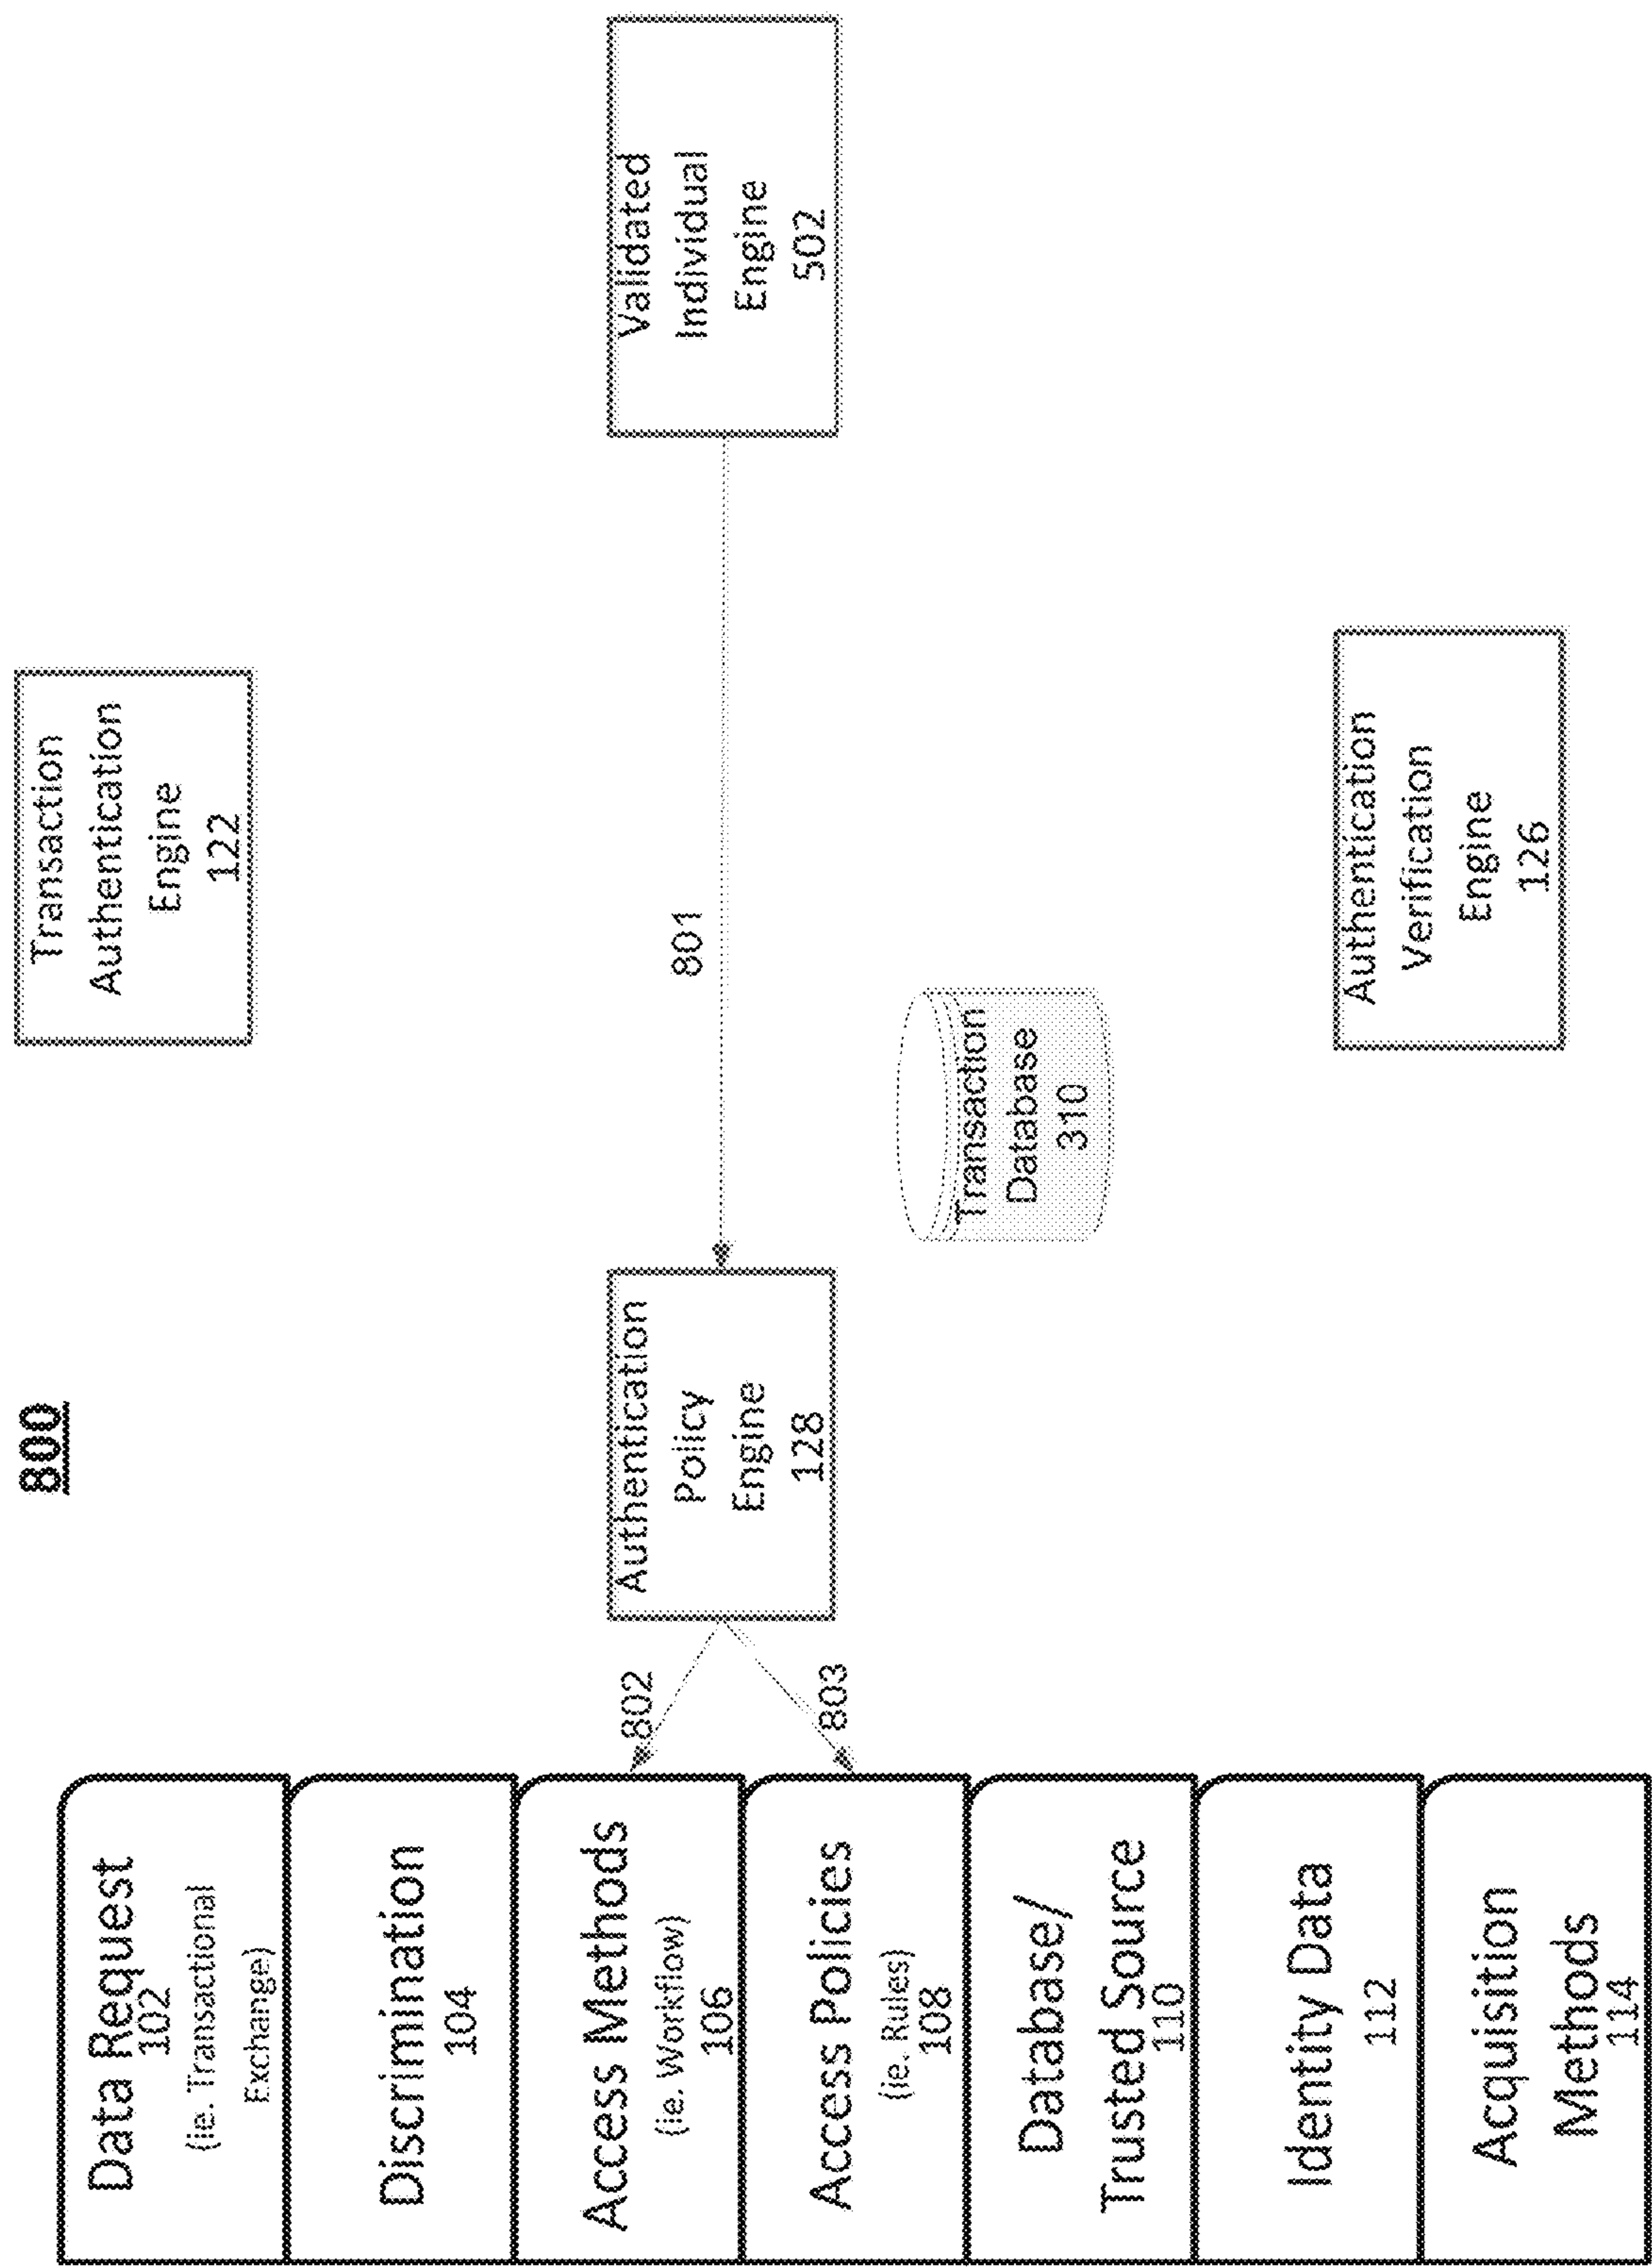 800
Data Request
102
(ie. Transactional
Exchange)
Discrimination
104
Access Methods
(ie. Workflow)
106
Access Policies
(ie. Rules)
108
Database/
Trusted Source
110
Identity Data
112
Acquisition
Methods
114
802
803
Authentication
Policy
Engine
128
801
Transaction
Database
310
Transaction
Authentication
Engine
122
Authentication
Verification
Engine
126
Validated
Individual
Engine
502